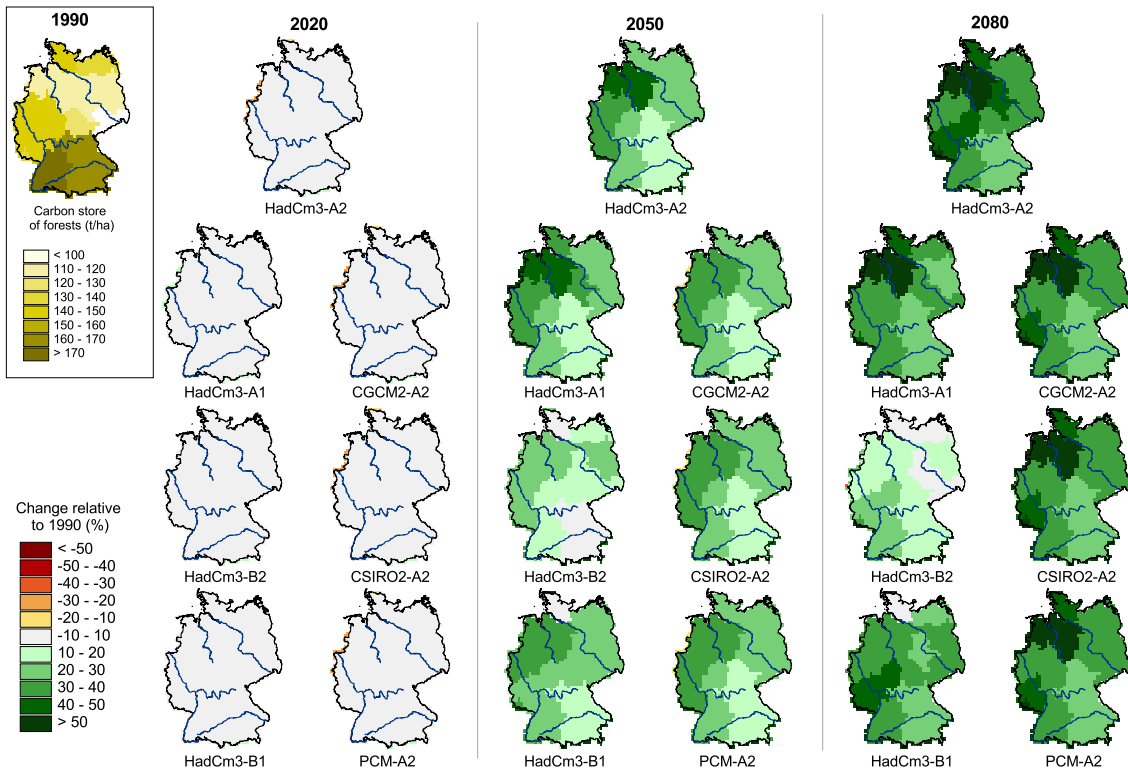 1990
2020
2050
2080
HadCm3-A2
HadCm3-A2
HadCm3-A2
Carbon store
of forests (t/ha)
< 100
110 - 120
120 - 130
130 - 140
140 - 150
150 - 160
160 - 170
> 170
HadCm3-A1
CGCM2-A2
HadCm3-A1
CGCM2-A2
HadCm3-A1
CGCM2-A2
HadCm3-B2
CSIRO2-A2
HadCm3-B2
CSIRO2-A2
HadCm3-B2
CSIRO2-A2
Change relative
to 1990 (%)
< -50
-50 - -40
-40 - -30
-30 - -20
-20 - -10
-10 - 10
10 - 20
20 - 30
30 - 40
40 - 50
> 50
HadCm3-B1
PCM-A2
HadCm3-B1
PCM-A2
HadCm3-B1
PCM-A2